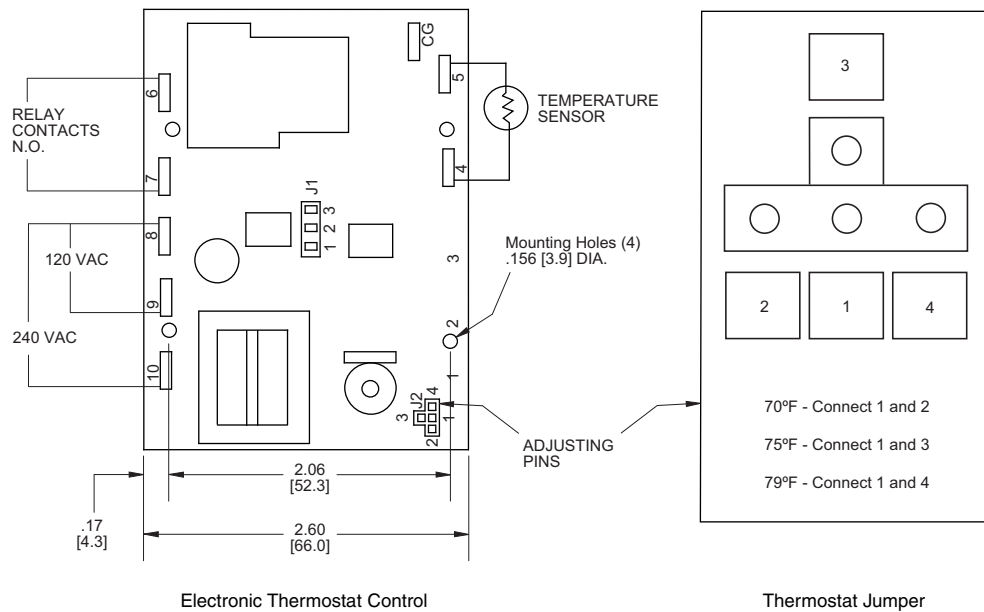 CG
5
6
RELAY
CONTACTS
N.O.
TEMPERATURE
SENSOR
4
7
J1
3
2
1
8
120 VAC
Mounting Holes (4)
.156 [3.9] DIA.
3
9
240 VAC
2
10
1
J2
4
3
1
2
ADJUSTING
PINS
2.06
[52.3]
.17
[4.3]
2.60
[66.0]
Electronic Thermostat Control
3
2
1
4
70ºF - Connect 1 and 2
75ºF - Connect 1 and 3
79ºF - Connect 1 and 4
Thermostat Jumper